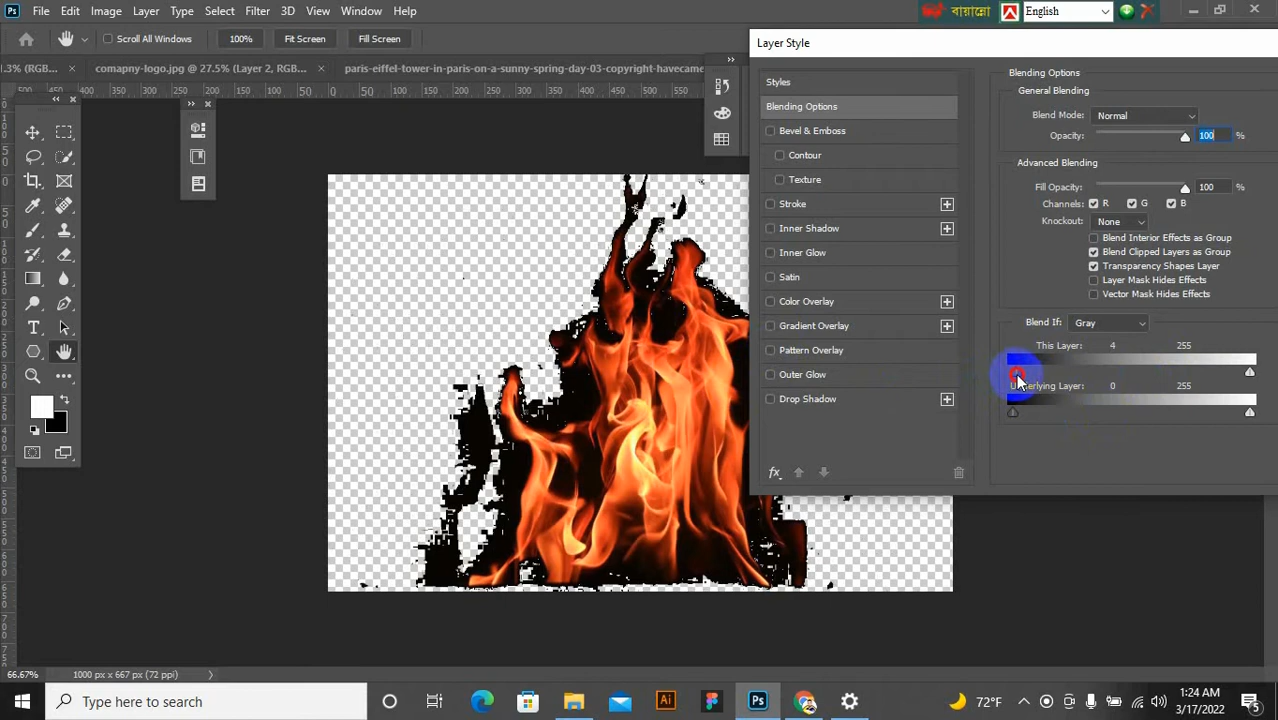 Ps File Edit Image Layer Type Select Filter 3D View Window Help
বায়ান্নো English
Scroll All Windows 100% Fit Screen Fill Screen
Layer Style
.3% (RGB... comapny-logo.jpg @ 27.5% (Layer 2, RGB... paris-eiffel-tower-in-paris-on-a-sunny-spring-day-03-copyright-havecame
Styles
Blending Options
Bevel & Emboss
Contour
Texture
Stroke
Inner Shadow
Inner Glow
Satin
Color Overlay
Gradient Overlay
Pattern Overlay
Outer Glow
Drop Shadow
fx
Blending Options
General Blending
Blend Mode: Normal
Opacity: 100 %
Advanced Blending
Fill Opacity: 100 %
Channels: R G B
Knockout: None
Blend Interior Effects as Group
Blend Clipped Layers as Group
Transparency Shapes Layer
Layer Mask Hides Effects
Vector Mask Hides Effects
Blend If: Gray
This Layer: 4 255
Underlying Layer: 0 255
66.67% 1000 px x 667 px (72 ppi)
Type here to search
Ai
Ps
72°F
1:24 AM
3/17/2022
5